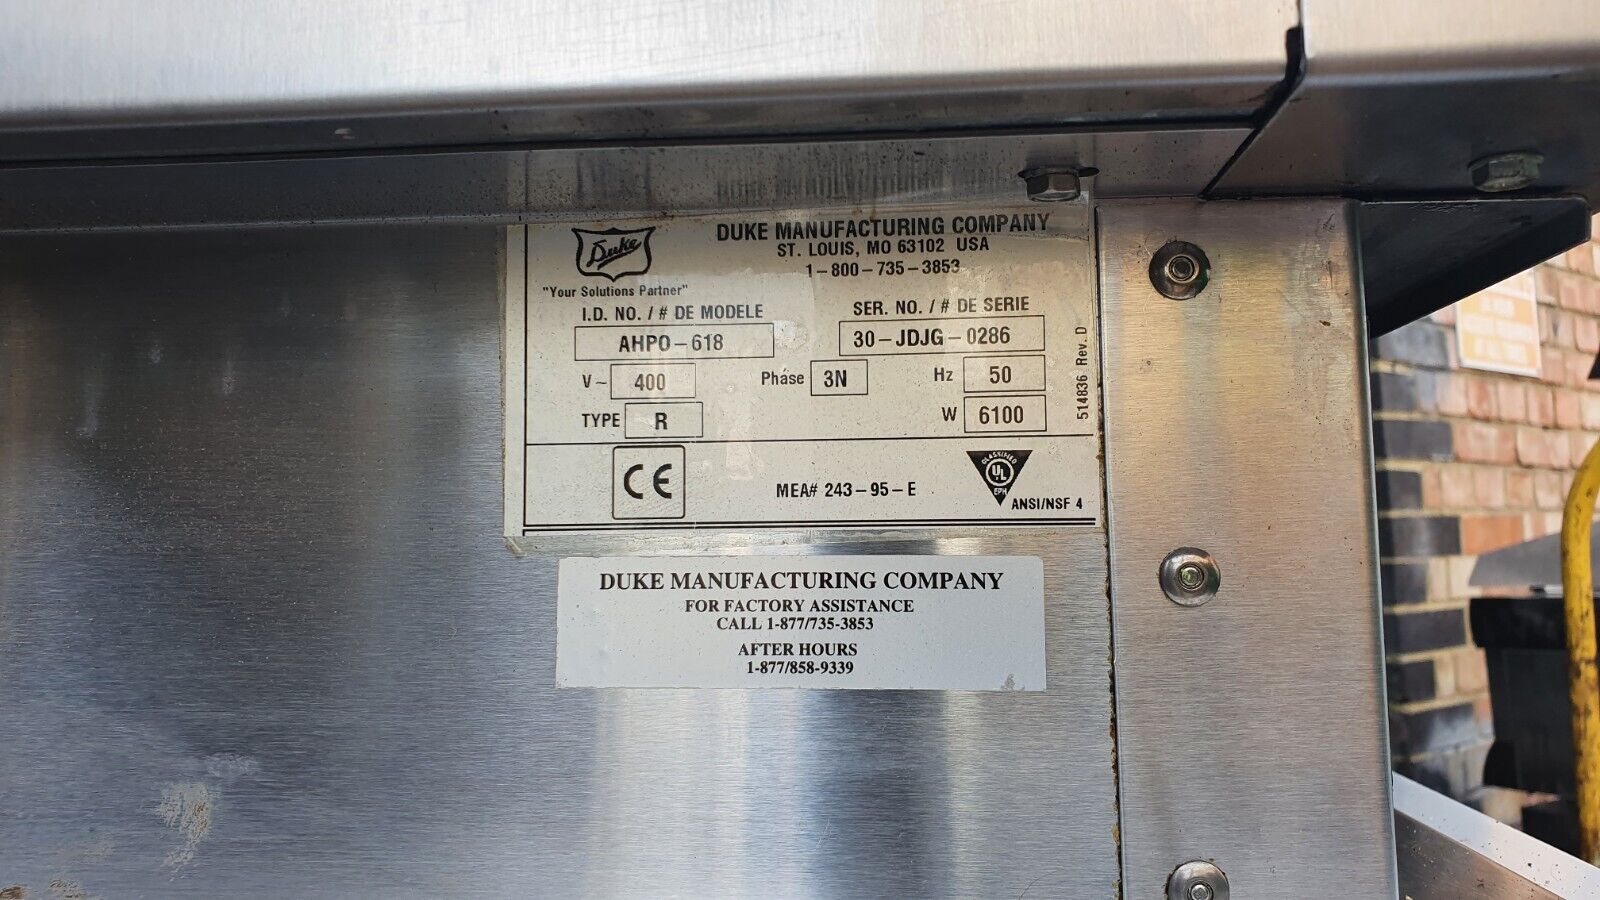 Duke
DUKE MANUFACTURING COMPANY
ST. LOUIS, MO 63102 USA
1-800-735-3853
"Your Solutions Partner"
I.D. NO. / # DE MODELE
SER. NO. / # DE SERIE
AHPO-618
30-JDJG-0286
V~ 400 Phase 3N Hz 50
TYPE R W 6100
514836 Rev. D
CE
MEA# 243-95-E
CLASSIFIED
UL
EPH
ANSI/NSF 4
DUKE MANUFACTURING COMPANY
FOR FACTORY ASSISTANCE
CALL 1-877/735-3853
AFTER HOURS
1-877/858-9339